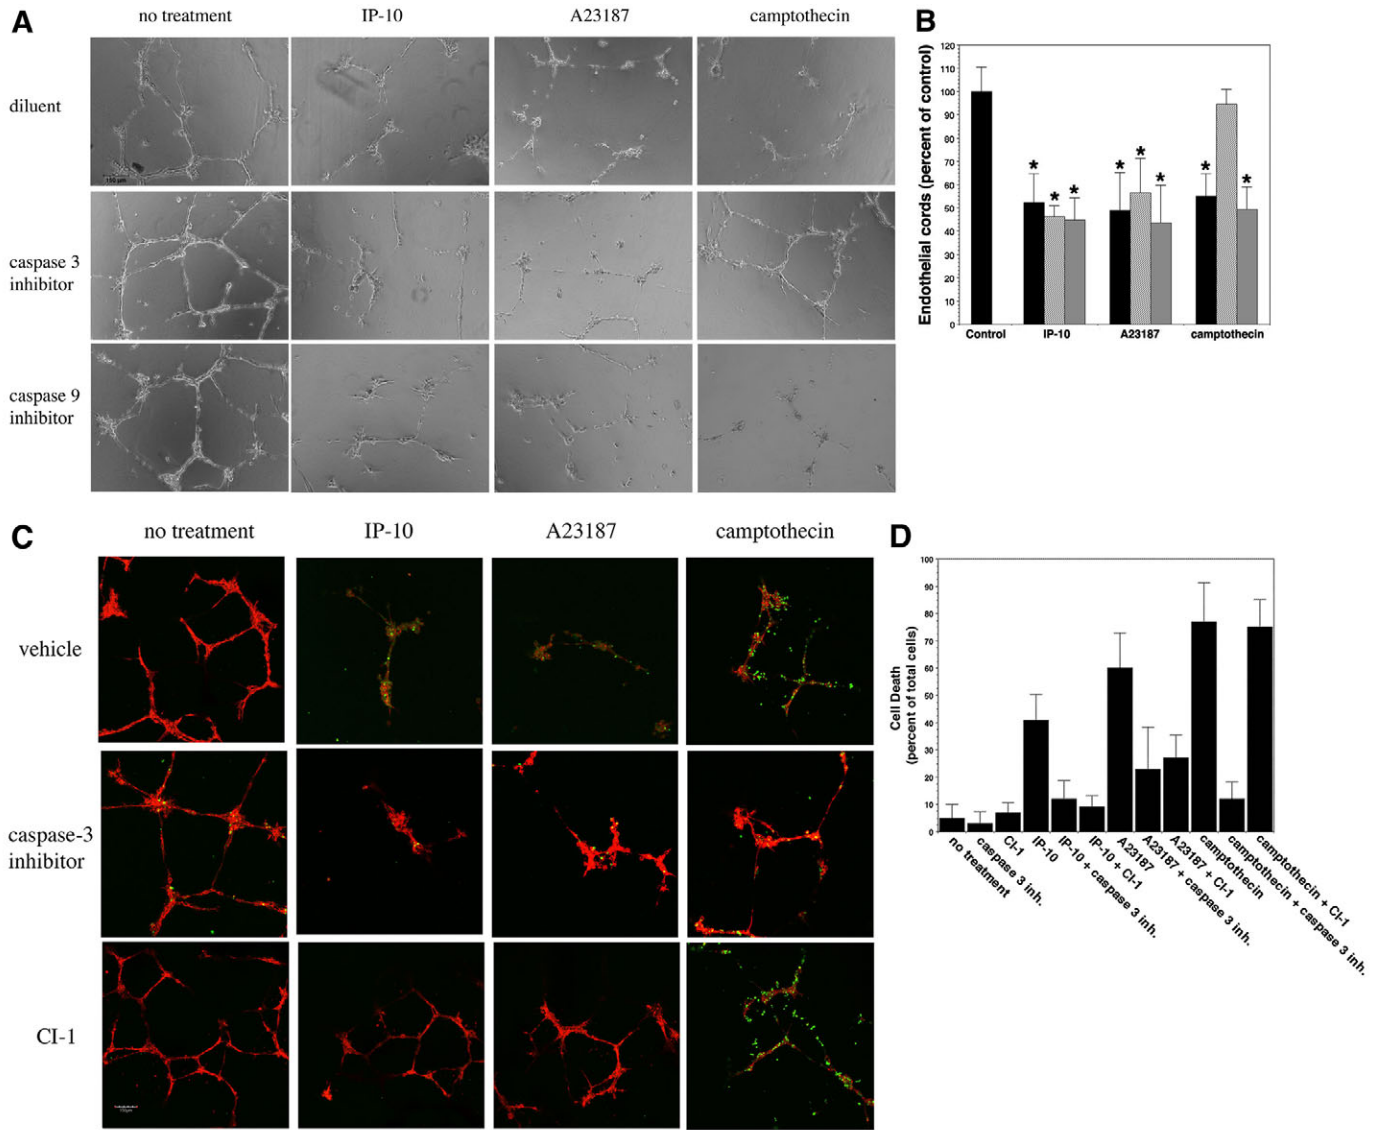 A
no treatment
IP-10
A23187
camptothecin
diluent
caspase 3
inhibitor
caspase 9
inhibitor
B
Endothelial cords (percent of control)
120
110
100
90
80
70
60
50
40
30
20
10
0
*
*
*
*
*
*
*
*
Control
IP-10
A23187
camptothecin
C
no treatment
IP-10
A23187
camptothecin
vehicle
caspase-3
inhibitor
CI-1
D
Cell Death
(percent of total cells)
100
90
80
70
60
50
40
30
20
10
0
no treatment
caspase 3 inh.
CI-1
IP-10
IP-10 + caspase 3 inh.
IP-10 + CI-1
A23187
A23187 + caspase 3 inh.
A23187 + CI-1
camptothecin
camptothecin + caspase 3 inh.
camptothecin + CI-1